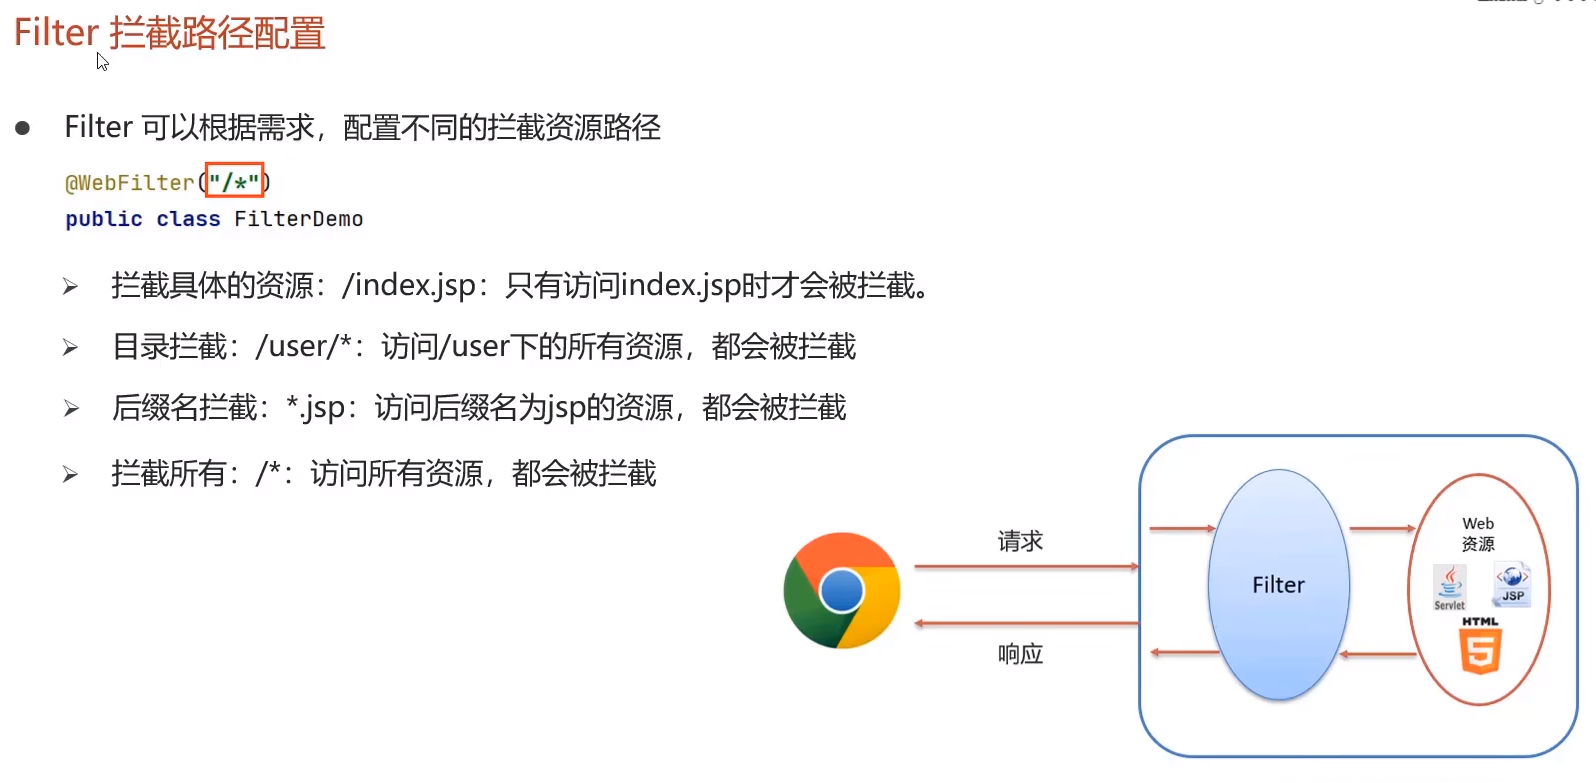 Filter 拦截路径配置
Filter 可以根据需求，配置不同的拦截资源路径
@WebFilter("/*")
public class FilterDemo
拦截具体的资源：/index.jsp：只有访问index.jsp时才会被拦截。
目录拦截：/user/*：访问/user下的所有资源，都会被拦截
后缀名拦截：*.jsp：访问后缀名为jsp的资源，都会被拦截
拦截所有：/*：访问所有资源，都会被拦截
请求
响应
Filter
Web
资源
Servlet
JSP
HTML
5